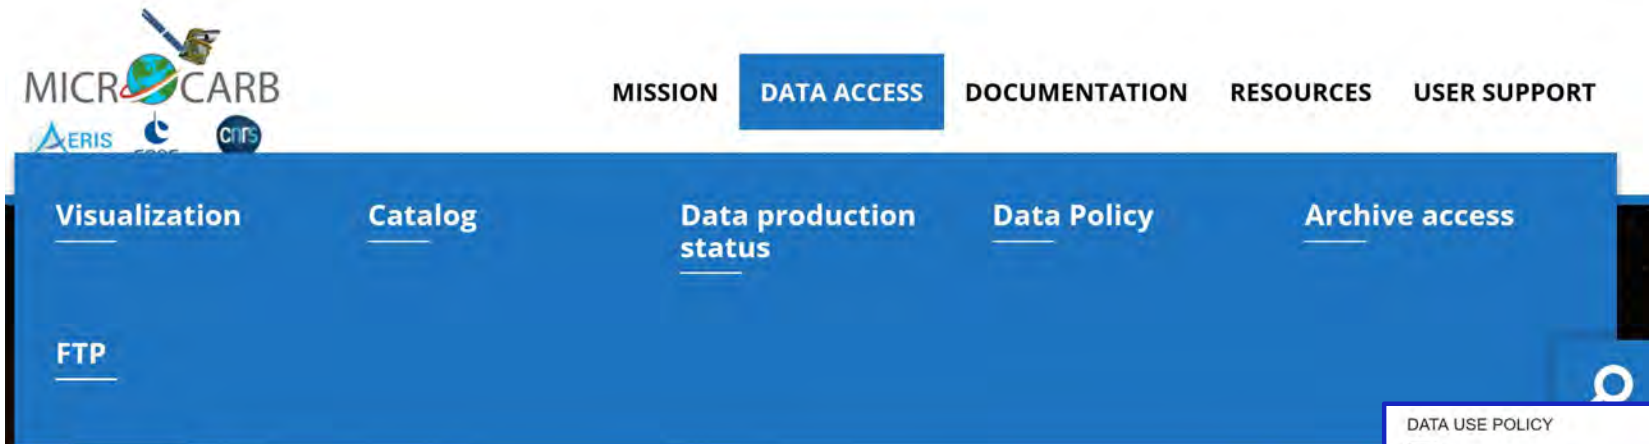 MICROCARB
MISSION DATA ACCESS DOCUMENTATION RESOURCES USER SUPPORT
AERIS cnrs
Visualization Catalog Data production status Data Policy Archive access
FTP
DATA USE POLICY